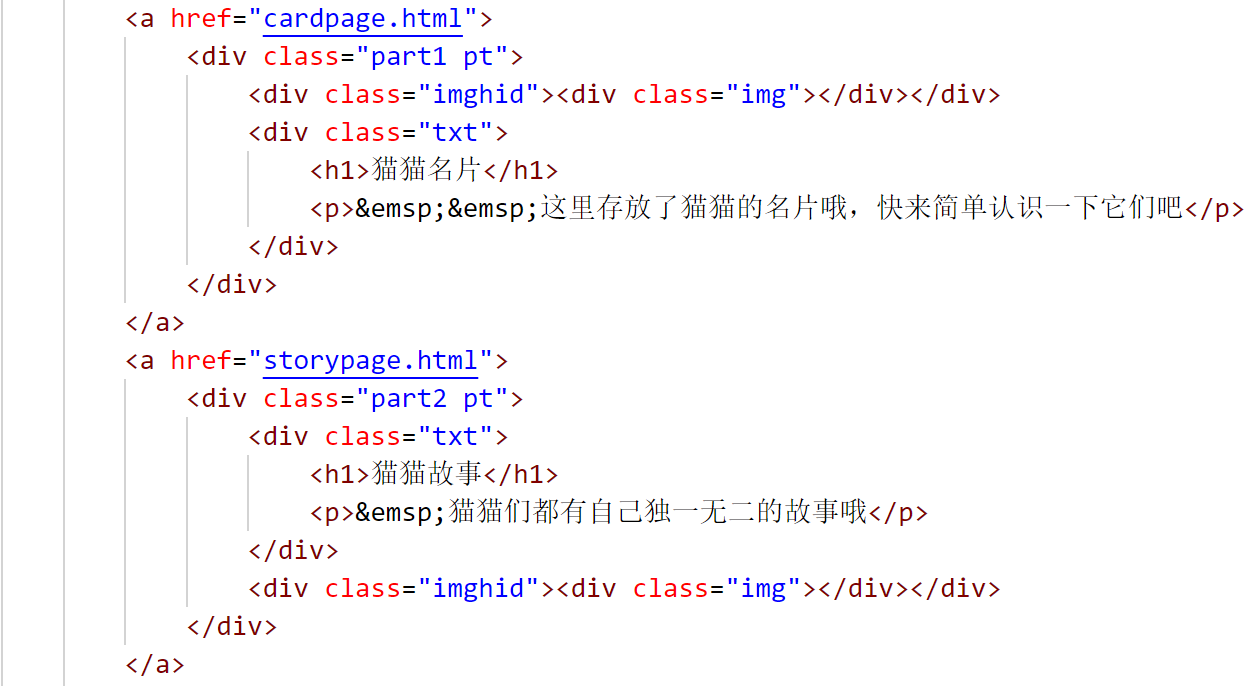 <a href="cardpage.html">
<div class="part1 pt">
<div class="imghid"><div class="img"></div></div>
<div class="txt">
<h1>猫猫名片</h1>
<p>&emsp;&emsp;这里存放了猫猫的名片哦，快来简单认识一下它们吧</p>
</div>
</div>
</a>
<a href="storypage.html">
<div class="part2 pt">
<div class="txt">
<h1>猫猫故事</h1>
<p>&emsp;猫猫们都有自己独一无二的故事哦</p>
</div>
<div class="imghid"><div class="img"></div></div>
</div>
</a>